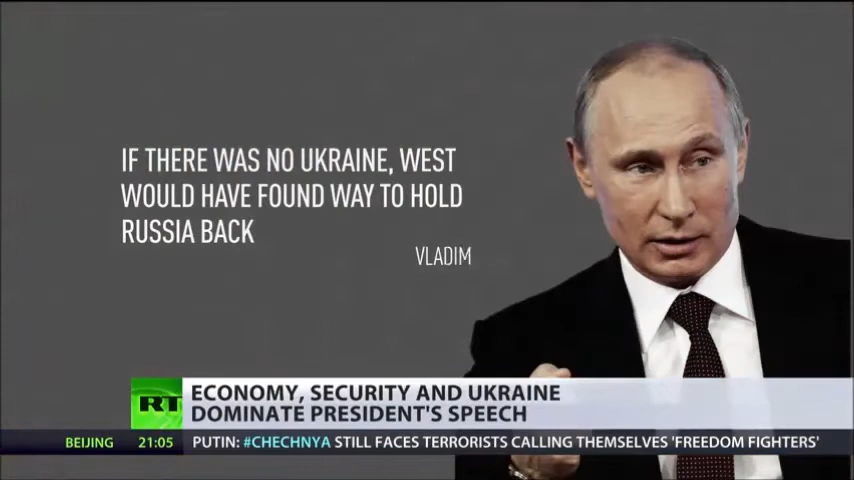 IF THERE WAS NO UKRAINE, WEST
WOULD HAVE FOUND WAY TO HOLD
RUSSIA BACK
VLADIM
RT
ECONOMY, SECURITY AND UKRAINE
DOMINATE PRESIDENT'S SPEECH
BEIJING 21:05 PUTIN: #CHECHNYA STILL FACES TERRORISTS CALLING THEMSELVES 'FREEDOM FIGHTERS'